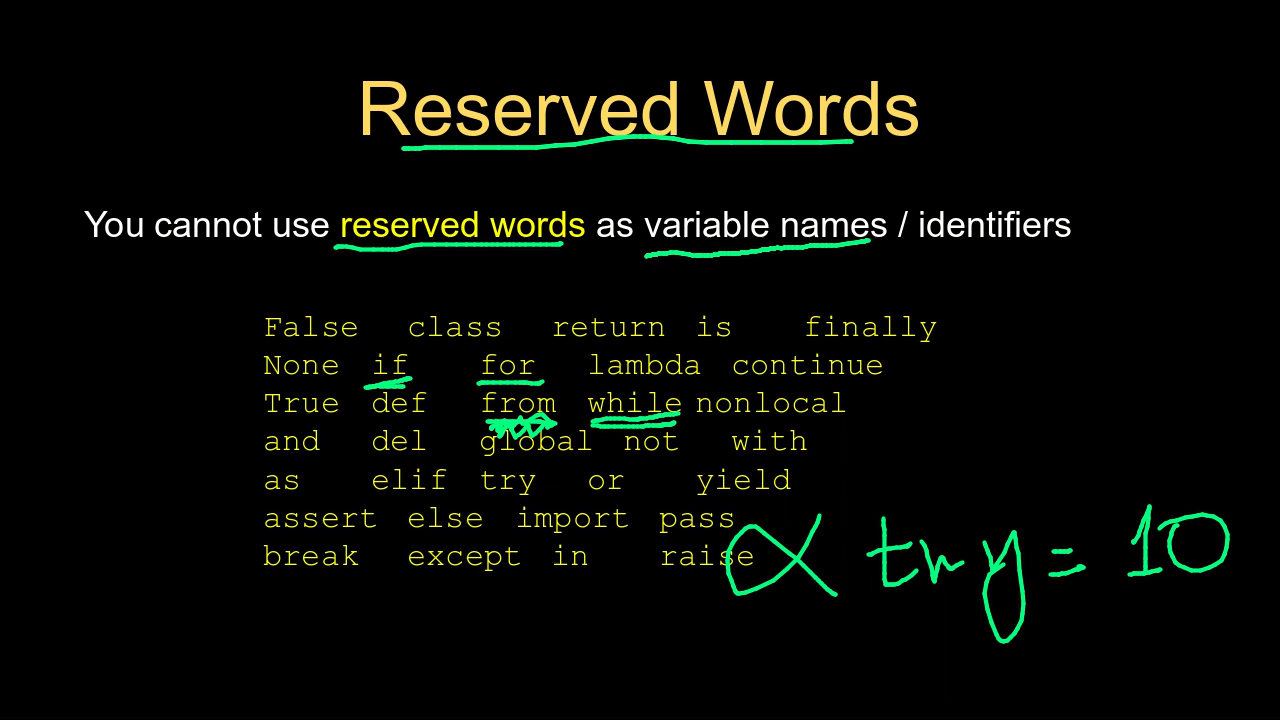 Reserved Words
You cannot use reserved words as variable names / identifiers
False class return is finally
None if for lambda continue
True def from while nonlocal
and del global not with
as elif try or yield
assert else import pass
break except in raise
try = 10